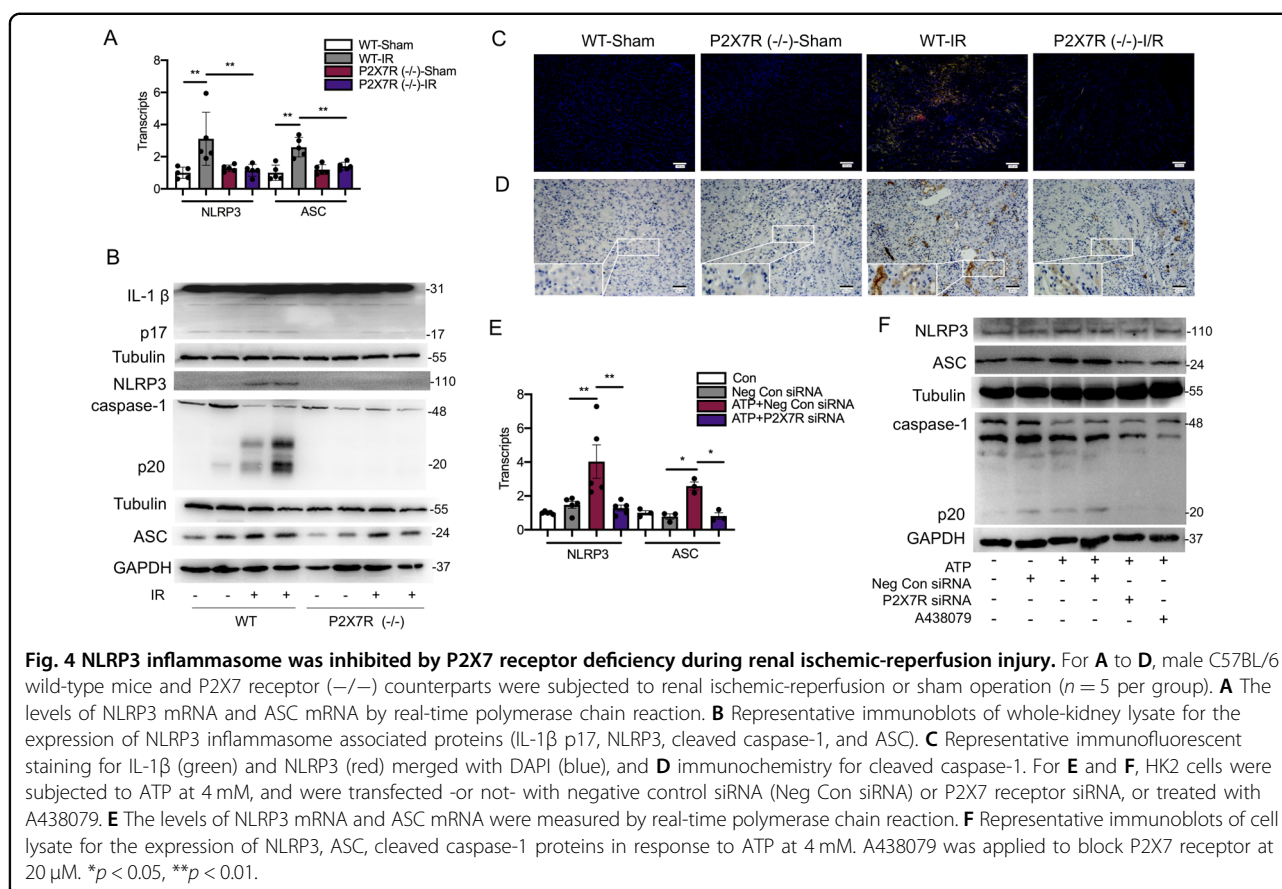 A
WT-Sham
WT-IR
P2X7R (-/-)-Sham
P2X7R (-/-)-IR
Transcripts
8
6
4
2
0
** ** ** **
NLRP3 ASC
B
IL-1 β -31
p17 -17
Tubulin -55
NLRP3 -110
caspase-1 -48
p20 -20
Tubulin -55
ASC -24
GAPDH -37
IR - - + + - - + +
WT P2X7R (-/-)
C
WT-Sham P2X7R (-/-)-Sham WT-IR P2X7R (-/-)-I/R
D
E
Con
Neg Con siRNA
ATP+Neg Con siRNA
ATP+P2X7R siRNA
Transcripts
8
6
4
2
0
** ** * *
NLRP3 ASC
F
NLRP3 -110
ASC -24
Tubulin -55
caspase-1 -48
p20 -20
GAPDH -37
ATP - - + + + +
Neg Con siRNA - + - + - -
P2X7R siRNA - - - - + -
A438079 - - - - - +
Fig. 4 NLRP3 inflammasome was inhibited by P2X7 receptor deficiency during renal ischemic-reperfusion injury. For A to D, male C57BL/6
wild-type mice and P2X7 receptor (−/−) counterparts were subjected to renal ischemic-reperfusion or sham operation (n = 5 per group). A The
levels of NLRP3 mRNA and ASC mRNA by real-time polymerase chain reaction. B Representative immunoblots of whole-kidney lysate for the
expression of NLRP3 inflammasome associated proteins (IL-1β p17, NLRP3, cleaved caspase-1, and ASC). C Representative immunofluorescent
staining for IL-1β (green) and NLRP3 (red) merged with DAPI (blue), and D immunochemistry for cleaved caspase-1. For E and F, HK2 cells were
subjected to ATP at 4 mM, and were transfected -or not- with negative control siRNA (Neg Con siRNA) or P2X7 receptor siRNA, or treated with
A438079. E The levels of NLRP3 mRNA and ASC mRNA were measured by real-time polymerase chain reaction. F Representative immunoblots of cell
lysate for the expression of NLRP3, ASC, cleaved caspase-1 proteins in response to ATP at 4 mM. A438079 was applied to block P2X7 receptor at
20 μM. *p < 0.05, **p < 0.01.